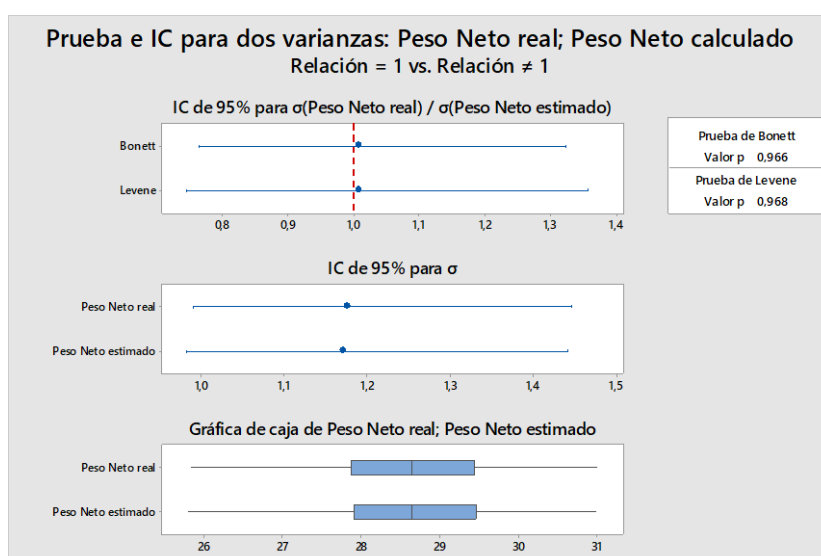 Prueba e IC para dos varianzas: Peso Neto real; Peso Neto calculado
Relación = 1 vs. Relación ≠ 1
IC de 95% para σ(Peso Neto real) / σ(Peso Neto estimado)
Bonett
Levene
0,8 0,9 1,0 1,1 1,2 1,3 1,4
Prueba de Bonett
Valor p 0,966
Prueba de Levene
Valor p 0,968
IC de 95% para σ
Peso Neto real
Peso Neto estimado
1,0 1,1 1,2 1,3 1,4 1,5
Gráfica de caja de Peso Neto real; Peso Neto estimado
Peso Neto real
Peso Neto estimado
26 27 28 29 30 31